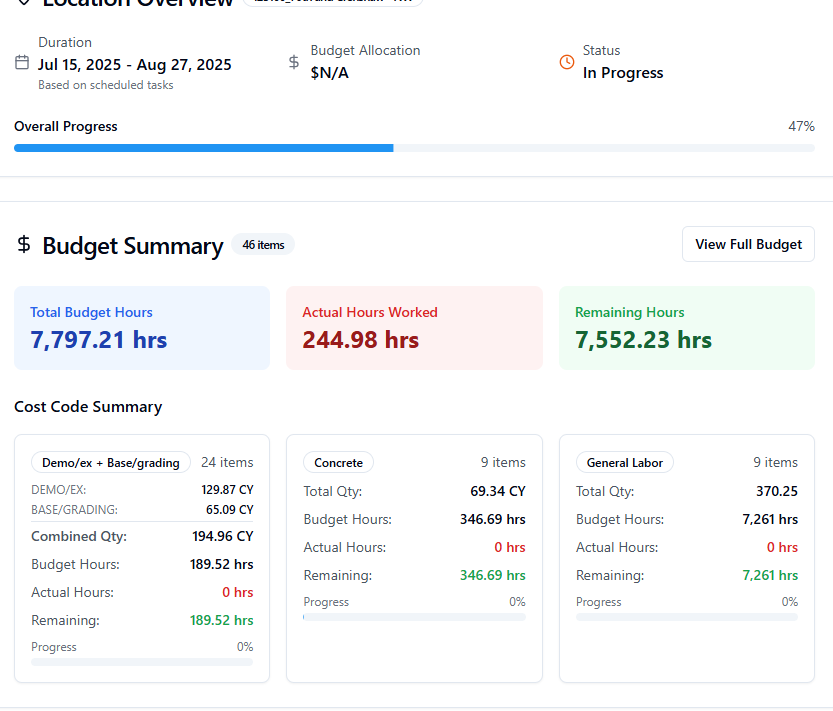 Location Overview
Duration
Jul 15, 2025 - Aug 27, 2025
Based on scheduled tasks
Budget Allocation
$N/A
Status
In Progress
Overall Progress
47%
Budget Summary
46 items
View Full Budget
Total Budget Hours
7,797.21 hrs
Actual Hours Worked
244.98 hrs
Remaining Hours
7,552.23 hrs
Cost Code Summary
Demo/ex + Base/grading
24 items
DEMO/EX:
129.87 CY
BASE/GRADING:
65.09 CY
Combined Qty:
194.96 CY
Budget Hours:
189.52 hrs
Actual Hours:
0 hrs
Remaining:
189.52 hrs
Progress
0%
Concrete
9 items
Total Qty:
69.34 CY
Budget Hours:
346.69 hrs
Actual Hours:
0 hrs
Remaining:
346.69 hrs
Progress
0%
General Labor
9 items
Total Qty:
370.25
Budget Hours:
7,261 hrs
Actual Hours:
0 hrs
Remaining:
7,261 hrs
Progress
0%